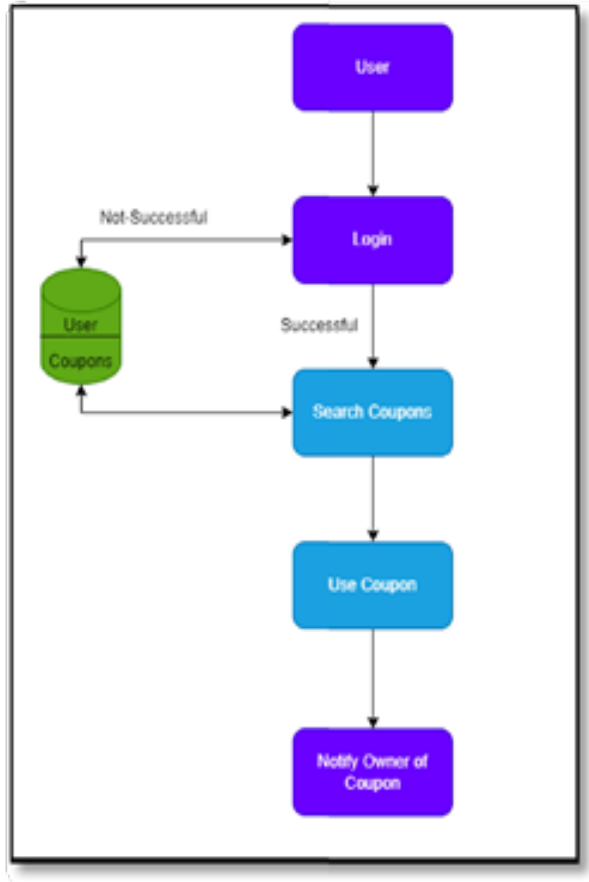 User
Not-Successful
Login
User
Coupons
Successful
Search Coupons
Use Coupon
Notify Owner of
Coupon